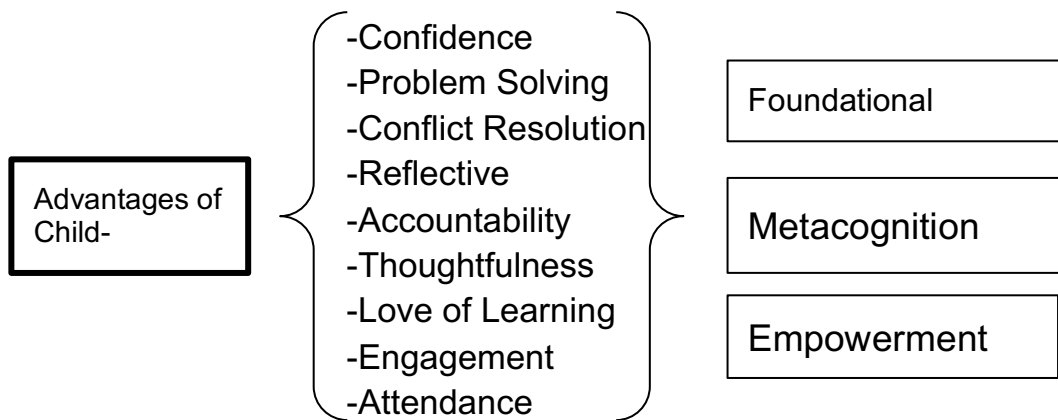 Advantages of
Child-
-Confidence
-Problem Solving
-Conflict Resolution
-Reflective
-Accountability
-Thoughtfulness
-Love of Learning
-Engagement
-Attendance
Foundational
Metacognition
Empowerment